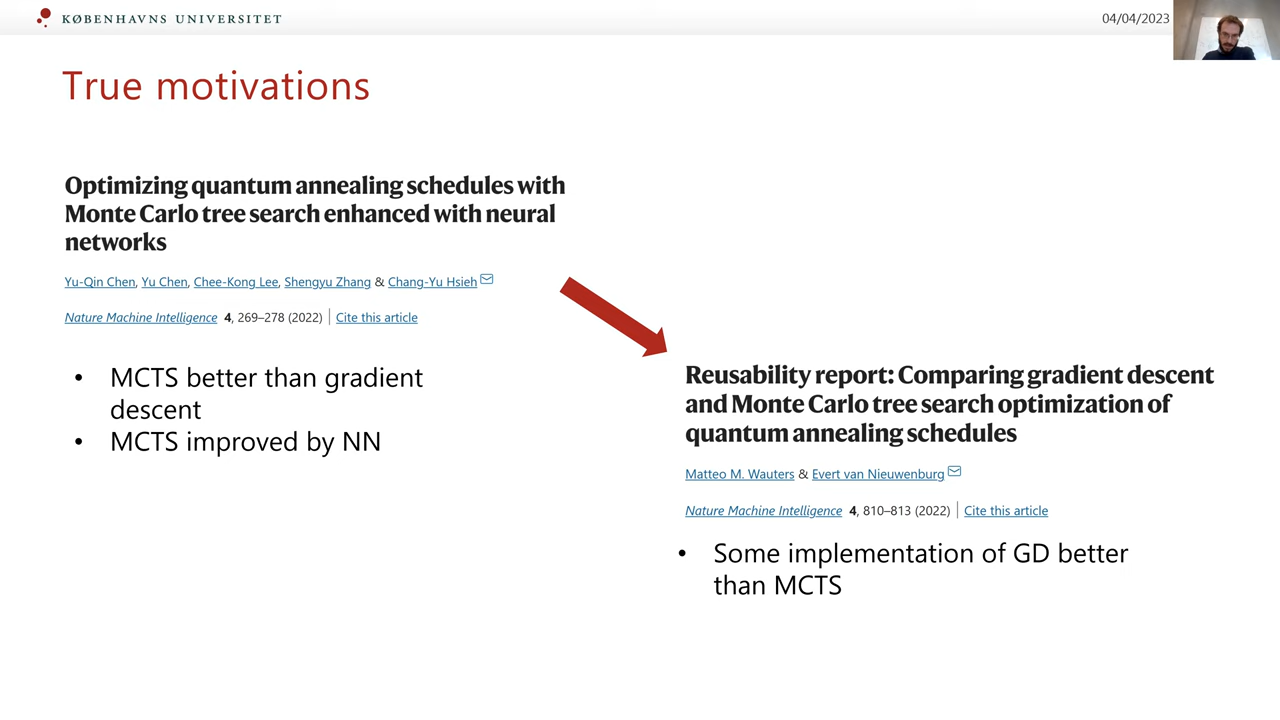 KØBENHAVNS UNIVERSITET
04/04/2023
True motivations
Optimizing quantum annealing schedules with
Monte Carlo tree search enhanced with neural
networks
Yu-Qin Chen, Yu Chen, Chee-Kong Lee, Shengyu Zhang & Chang-Yu Hsieh
Nature Machine Intelligence 4, 269–278 (2022) | Cite this article
• MCTS better than gradient
descent
• MCTS improved by NN
Reusability report: Comparing gradient descent
and Monte Carlo tree search optimization of
quantum annealing schedules
Matteo M. Wauters & Evert van Nieuwenburg
Nature Machine Intelligence 4, 810–813 (2022) | Cite this article
• Some implementation of GD better
than MCTS